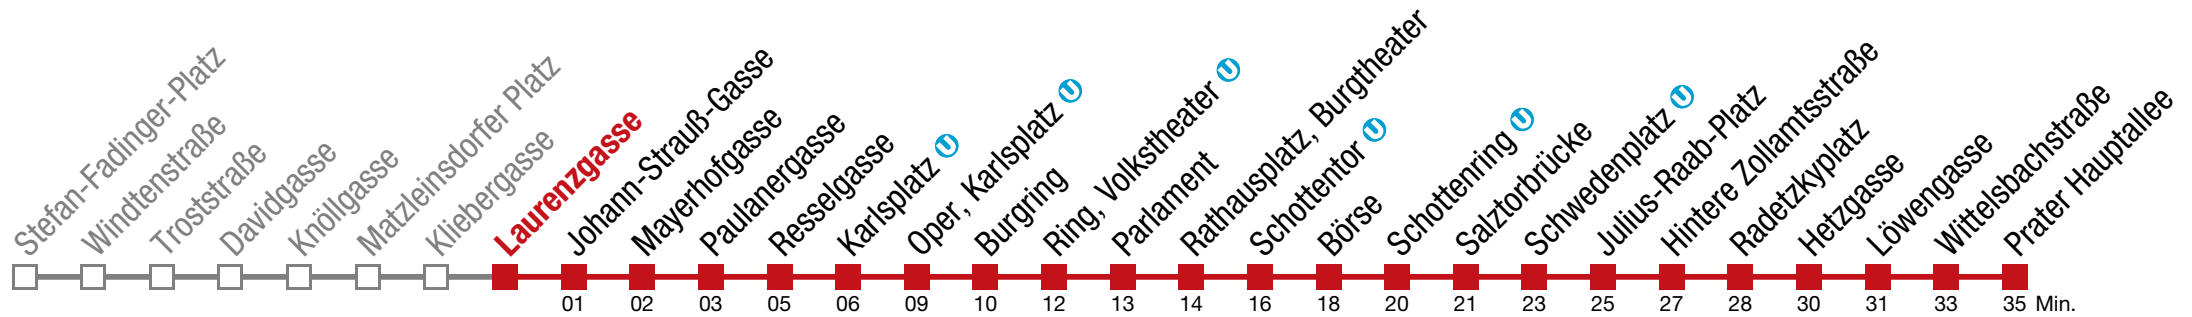 Stefan-Fadinger-Platz
Windtenstraße
Troststraße
Davidgasse
Knöllgasse
Matzleinsdorfer Platz
Kliebergasse
Laurenzgasse
Johann-Strauß-Gasse
Mayerhofgasse
Paulanergasse
Resselgasse
Karlsplatz U
Oper, Karlsplatz U
Burgring
Ring, Volkstheater U
Parlament
Rathausplatz, Burgtheater
Schottentor U
Börse
Schottenring U
Salztorbrücke
Schwedenplatz U
Julius-Raab-Platz
Hintere Zollamtsstraße
Radetzkyplatz
Hetzgasse
Löwengasse
Wittelsbachstraße
Prater Hauptallee
01 02 03 05 06 09 10 12 13 14 16 18 20 21 23 25 27 28 30 31 33 35 Min.